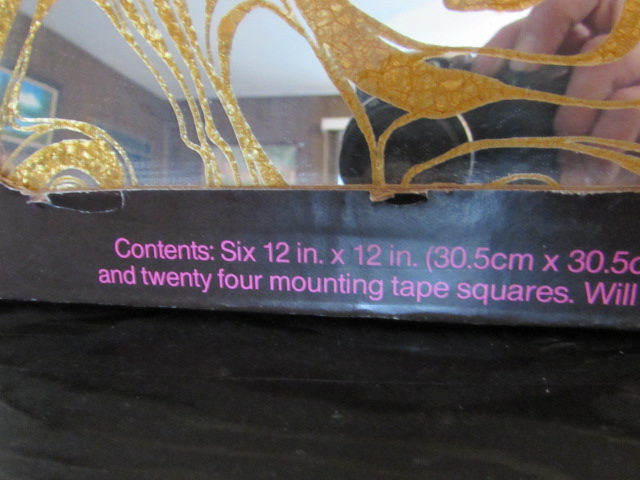 Contents: Six 12 in. x 12 in. (30.5cm x 30.5c
and twenty four mounting tape squares. Will